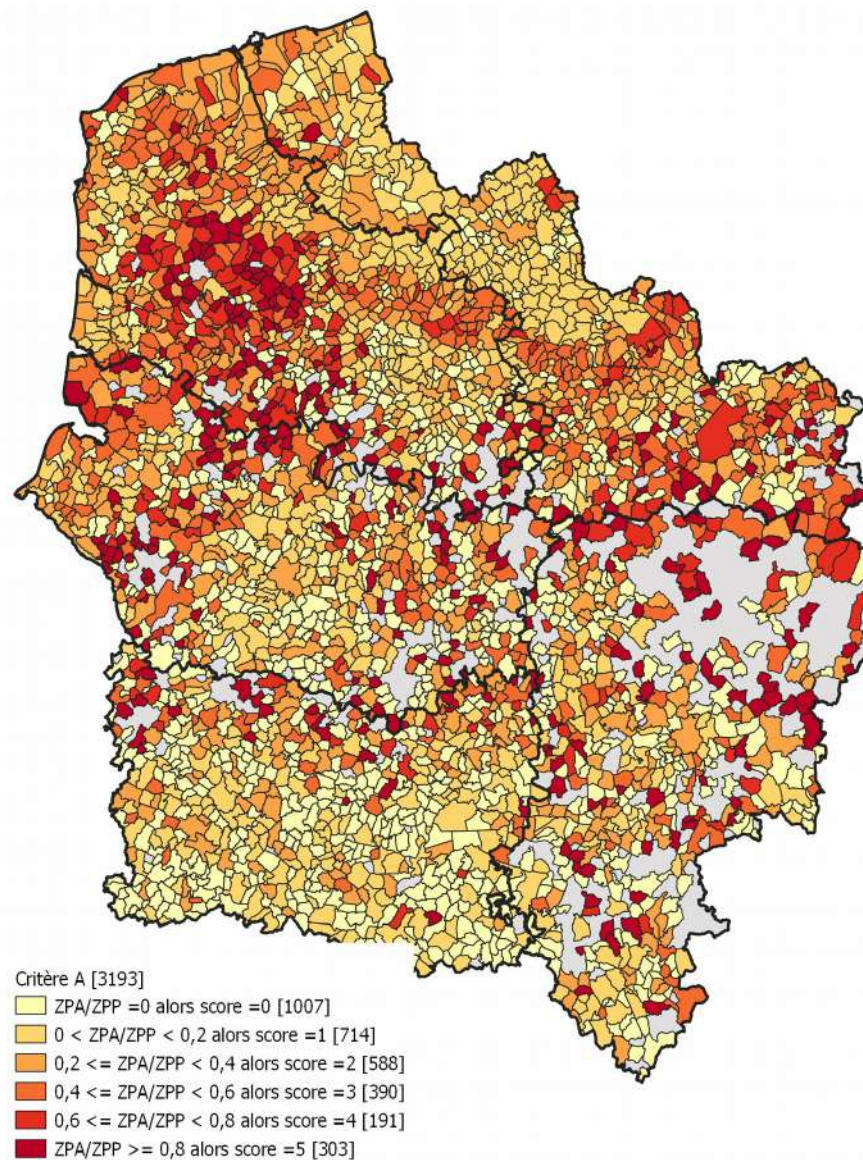 Critère A [3193]
ZPA/ZPP =0 alors score =0 [1007]
0 < ZPA/ZPP < 0,2 alors score =1 [714]
0,2 <= ZPA/ZPP < 0,4 alors score =2 [588]
0,4 <= ZPA/ZPP < 0,6 alors score =3 [390]
0,6 <= ZPA/ZPP < 0,8 alors score =4 [191]
ZPA/ZPP >= 0,8 alors score =5 [303]